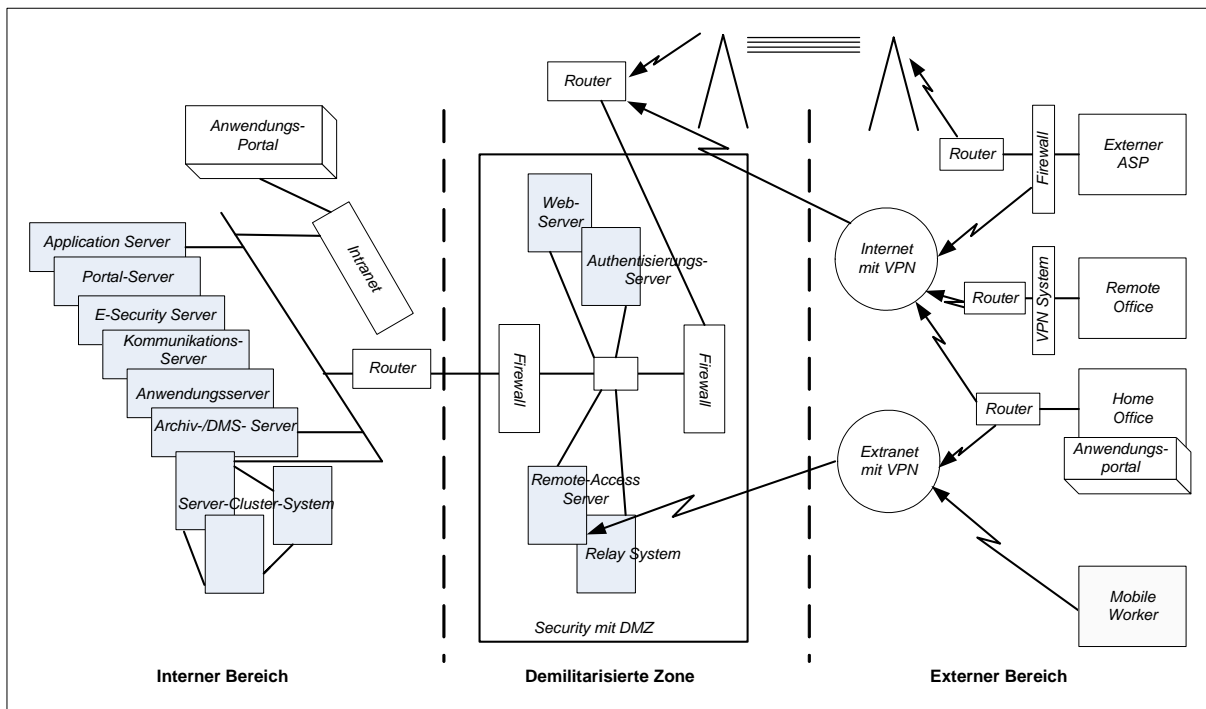 Anwendungs-
Portal
Application Server
Portal-Server
E-Security Server
Kommunikations-
Server
Anwendungsserver
Archiv-/DMS- Server
Server-Cluster-System
Intranet
Router
Interner Bereich
Router
Web-
Server
Authentisierungs-
Server
Firewall
Firewall
Remote-Access
Server
Relay System
Security mit DMZ
Demilitarisierte Zone
Router
Firewall
Externer
ASP
Internet
mit VPN
Router
VPN System
Remote
Office
Router
Home
Office
Anwendungs-
portal
Extranet
mit VPN
Mobile
Worker
Externer Bereich